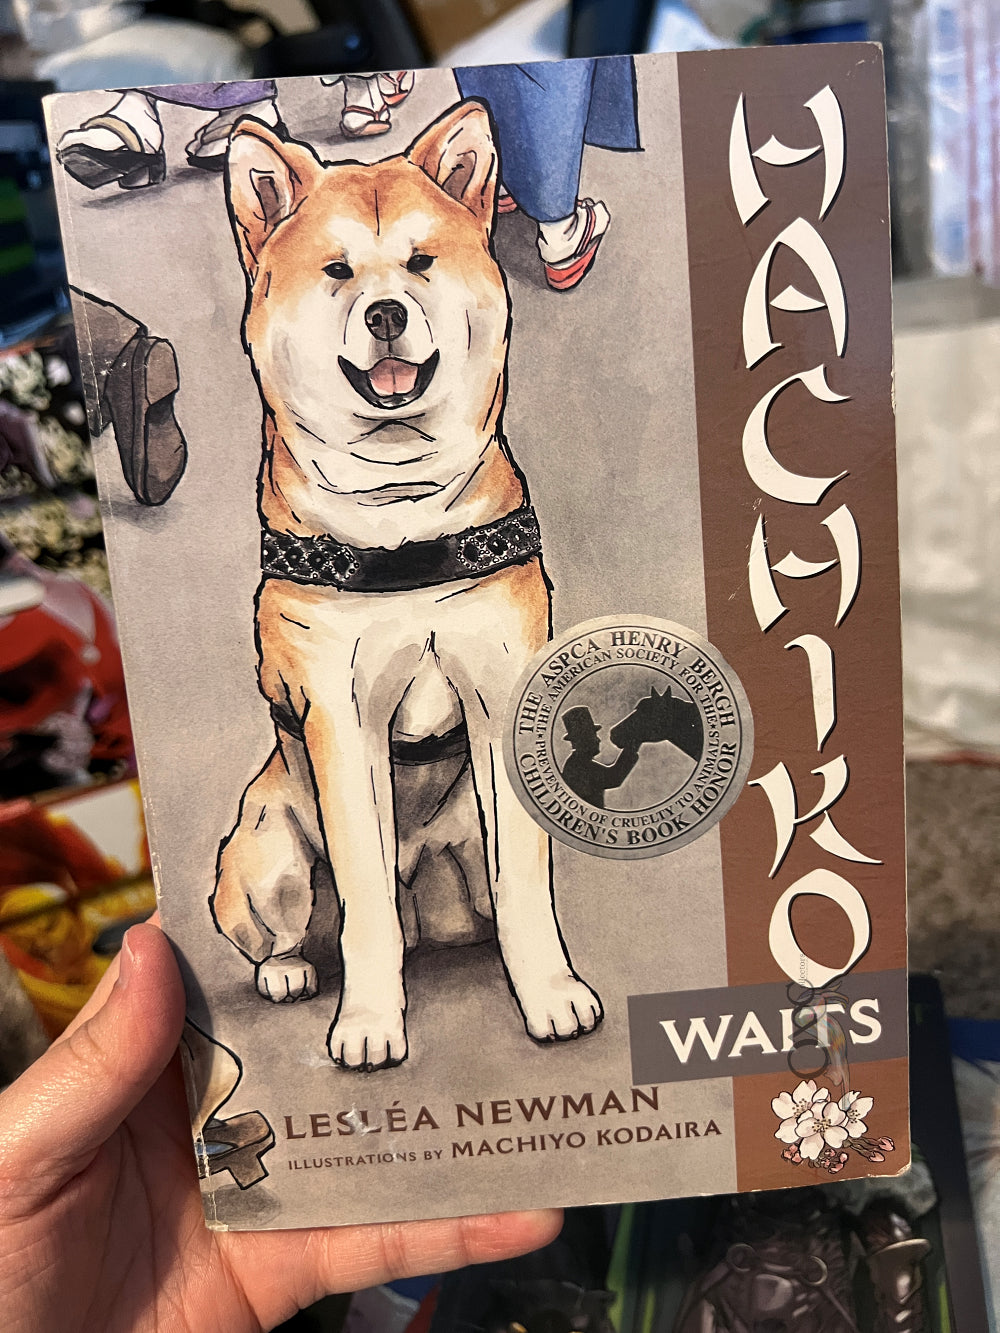 HACHIKO
WAITS
LESLÉA NEWMAN
ILLUSTRATIONS BY MACHIYO KODAIRA
THE ASPCA HENRY BERGH
CHILDREN'S BOOK HONOR
•THE AMERICAN SOCIETY FOR THE•
PREVENTION OF CRUELTY TO ANIMALS